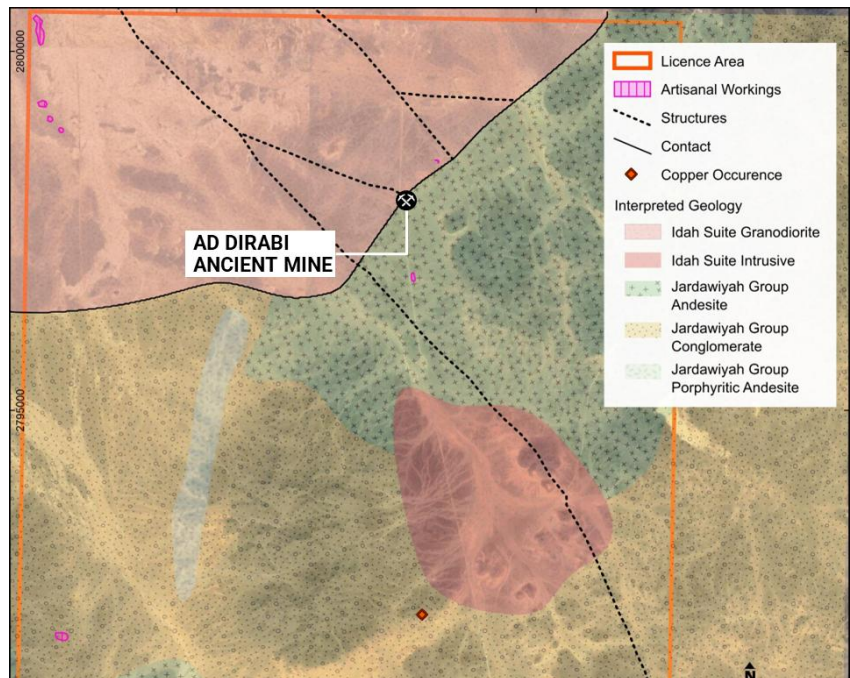 2800000
2795000
AD DIRABI
ANCIENT MINE
Licence Area
Artisanal Workings
Structures
Contact
Copper Occurence
Interpreted Geology
Idah Suite Granodiorite
Idah Suite Intrusive
Jardawiyah Group
Andesite
Jardawiyah Group
Conglomerate
Jardawiyah Group
Porphyritic Andesite
N